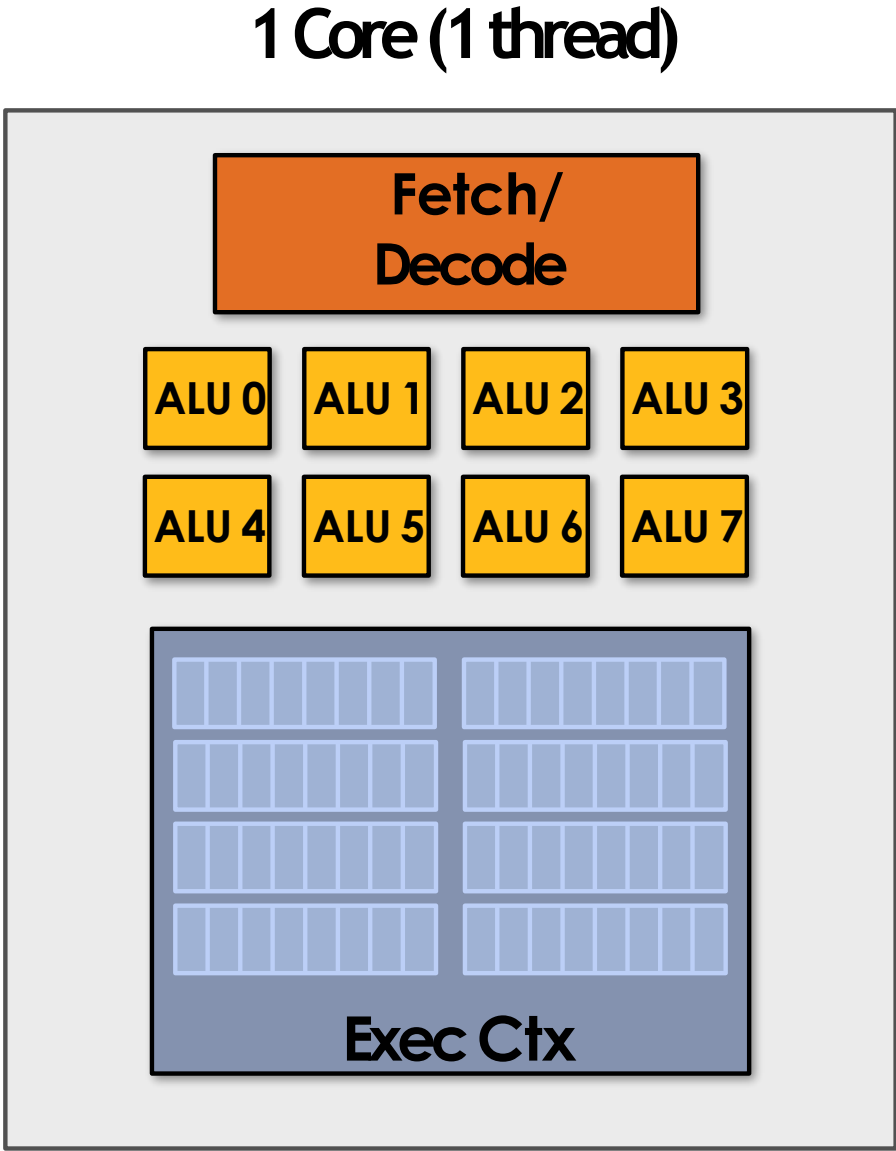 1 Core (1 thread)
Fetch/
Decode
ALU 0 ALU 1 ALU 2 ALU 3
ALU 4 ALU 5 ALU 6 ALU 7
Exec Ctx